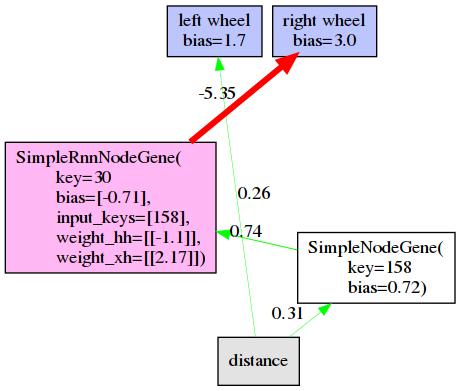 left wheel
bias=1.7
right wheel
bias=3.0
-5.35
SimpleRnnNodeGene(
key=30
bias=[-0.71],
input_keys=[158],
weight_hh=[[-1.1]],
weight_xh=[[2.17]])
0.26
0.74
SimpleNodeGene(
key=158
bias=0.72)
0.31
distance